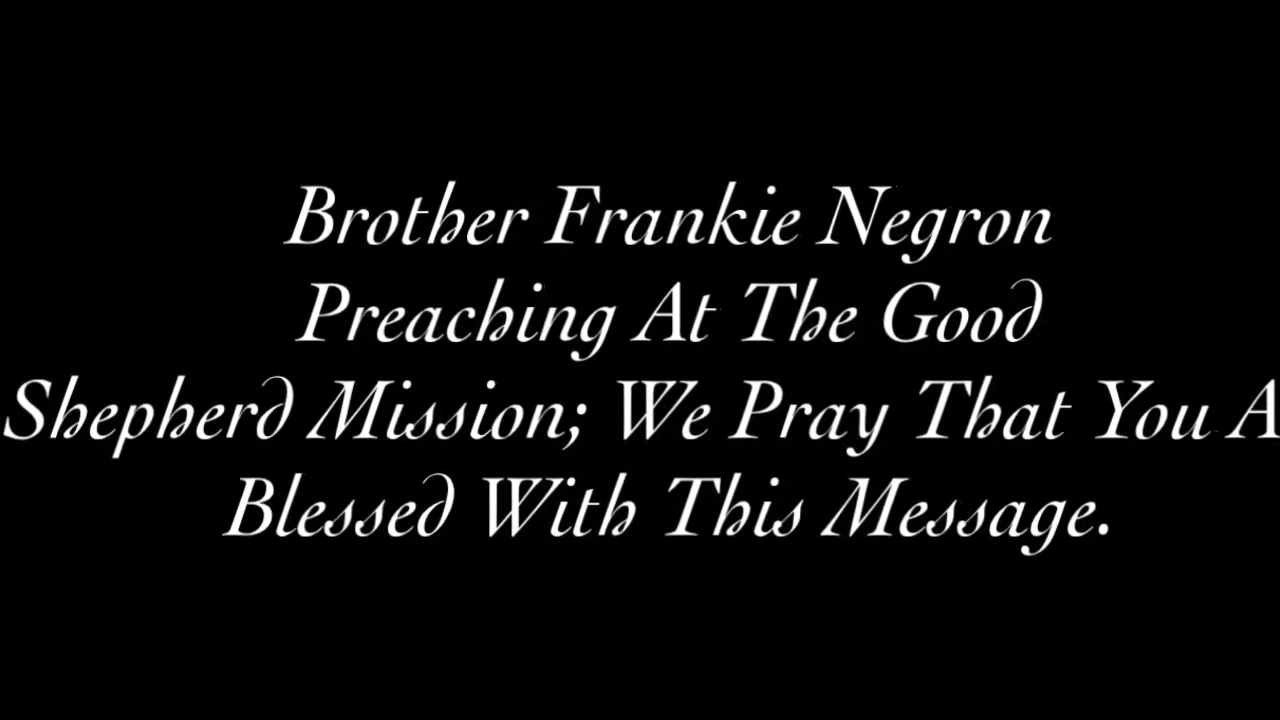 Brother Frankie Negron
Preaching At The Good
Shepherd Mission; We Pray That You A
Blessed With This Message.